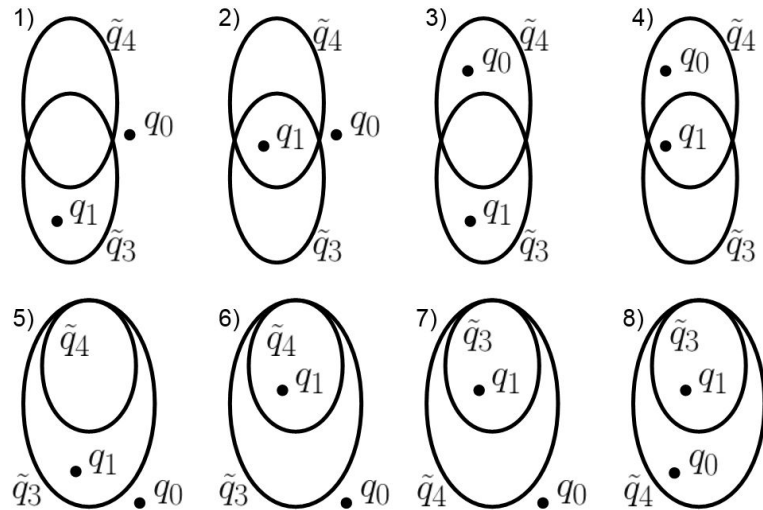 1) q̃₄ 2) q̃₄ 3) q̃₄ 4) q̃₄
q₀ q₀
q₀ q₀
q₁ q₁
q₁ q₁
q̃₃ q̃₃ q̃₃ q̃₃
5) 6) 7) 8)
q̃₄ q̃₄ q̃₃ q̃₃
q₁ q₁ q₁
q₁ q₀
q̃₃ q₀ q̃₃ q₀ q̃₄ q₀ q̃₄